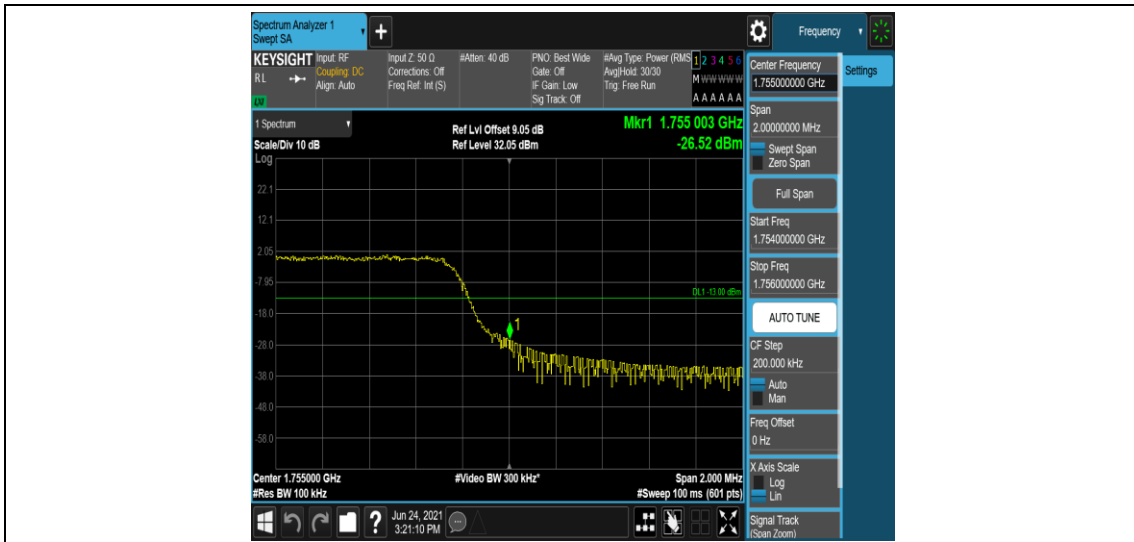 Spectrum Analyzer 1
Swept SA
+
Frequency
KEYSIGHT
RL
LXI
Input: RF
Coupling: DC
Align: Auto
Input Z: 50 Ω
Corrections: Off
Freq Ref: Int (S)
#Atten: 40 dB
PNO: Best Wide
Gate: Off
IF Gain: Low
Sig Track: Off
#Avg Type: Power (RMS
Avg|Hold: 30/30
Trig: Free Run
1 2 3 4 5 6
M W W W W W
A A A A A A
1 Spectrum
Scale/Div 10 dB
Ref Lvl Offset 9.05 dB
Ref Level 32.05 dBm
Mkr1 1.755 003 GHz
-26.52 dBm
Log
22.1
12.1
2.05
-7.95
-18.0
-28.0
-38.0
-48.0
-58.0
DL1 -13.00 dBm
1
Center 1.755000 GHz
#Res BW 100 kHz
#Video BW 300 kHz*
Span 2.000 MHz
#Sweep 100 ms (601 pts)
Jun 24, 2021
3:21:10 PM
?
Center Frequency
1.755000000 GHz
Settings
Span
2.00000000 MHz
Swept Span
Zero Span
Full Span
Start Freq
1.754000000 GHz
Stop Freq
1.756000000 GHz
AUTO TUNE
CF Step
200.000 kHz
Auto
Man
Freq Offset
0 Hz
X Axis Scale
Log
Lin
Signal Track
(Span Zoom)